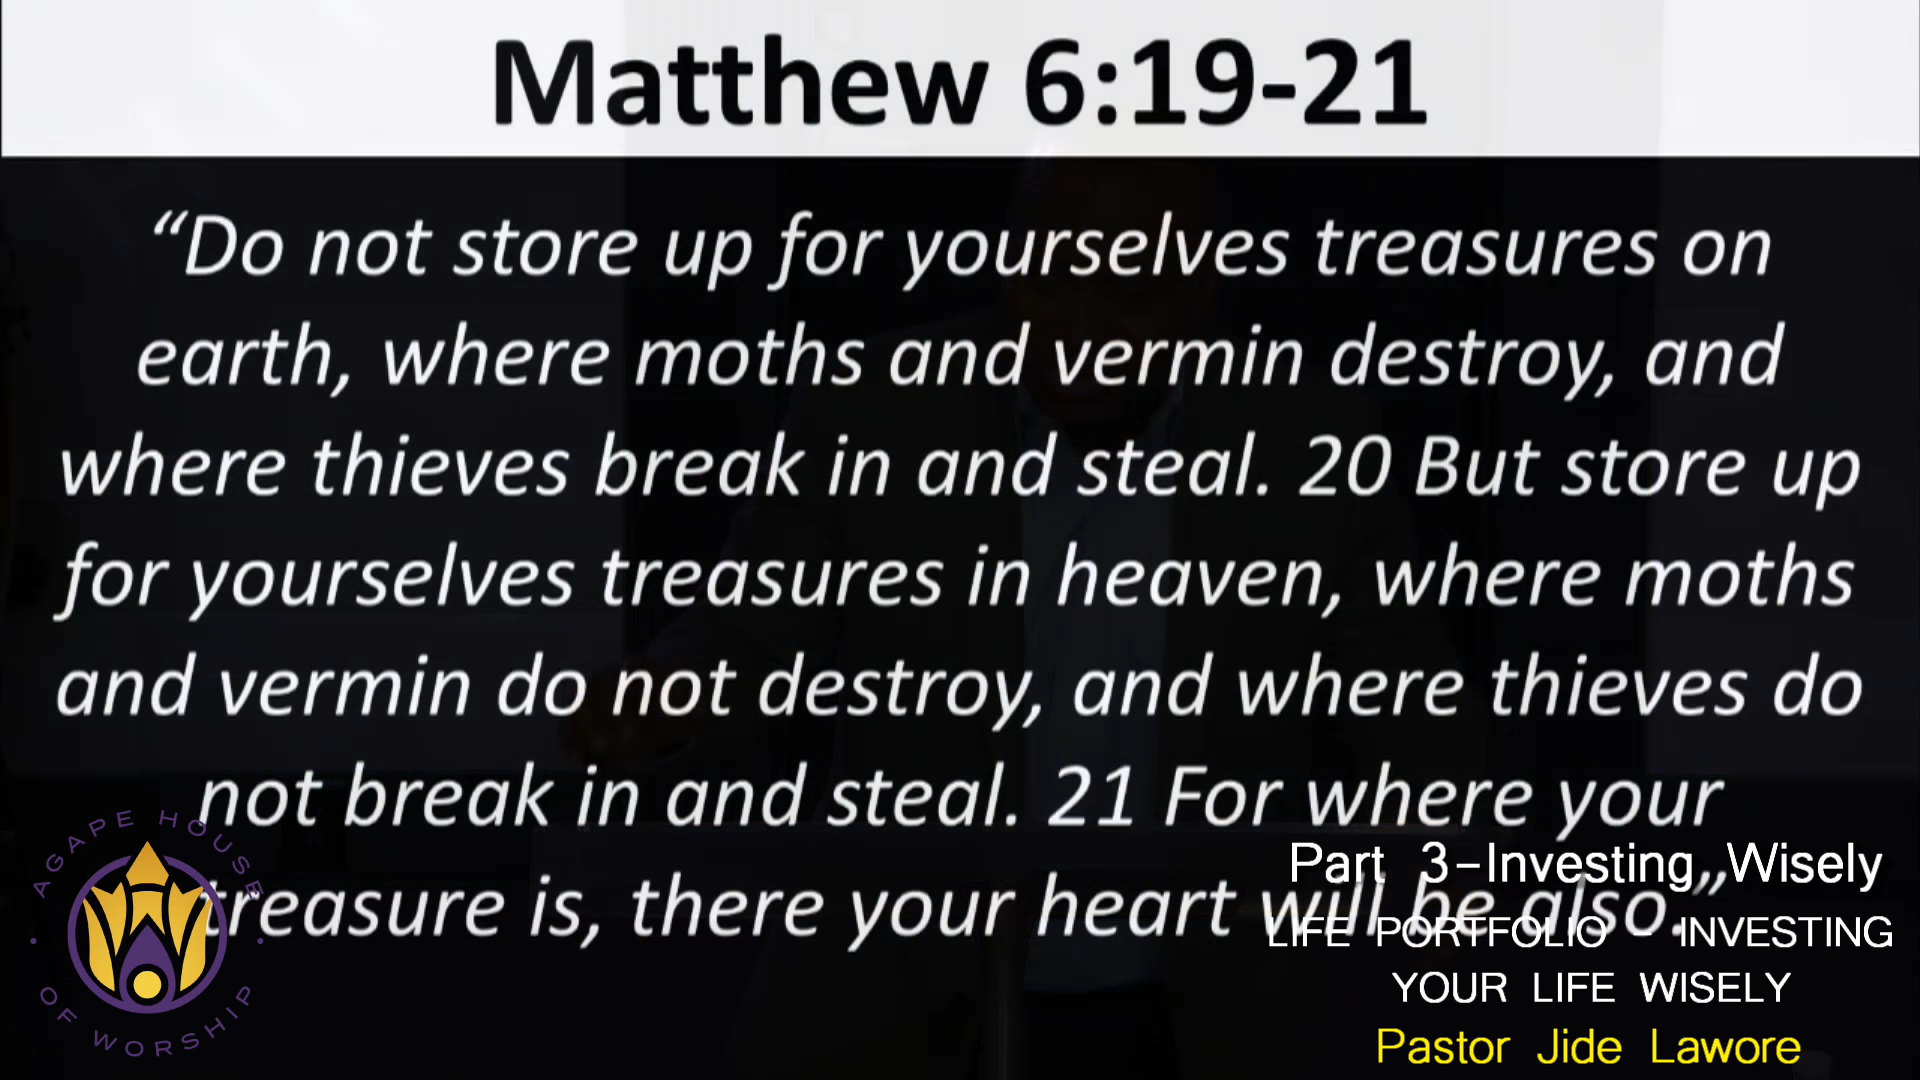 Matthew 6:19-21
“Do not store up for yourselves treasures on
earth, where moths and vermin destroy, and
where thieves break in and steal. 20 But store up
for yourselves treasures in heaven, where moths
and vermin do not destroy, and where thieves do
not break in and steal. 21 For where your
treasure is, there your heart will be also.”
Part 3-Investing Wisely
LIFE PORTFOLIO - INVESTING
YOUR LIFE WISELY
Pastor Jide Lawore
AGAPE HOUSE
OF WORSHIP